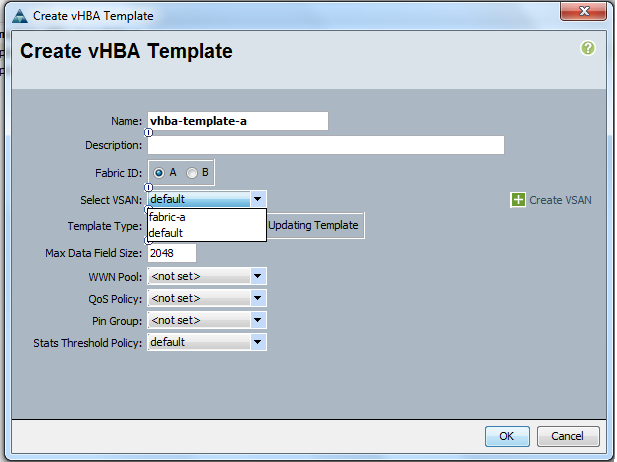 Create vHBA Template
Create vHBA Template
Name: vhba-template-a
Description:
Fabric ID: A B
Select VSAN: default
Create VSAN
fabric-a
default
Template Type: Updating Template
Max Data Field Size: 2048
WWN Pool: <not set>
QoS Policy: <not set>
Pin Group: <not set>
Stats Threshold Policy: default
OK Cancel